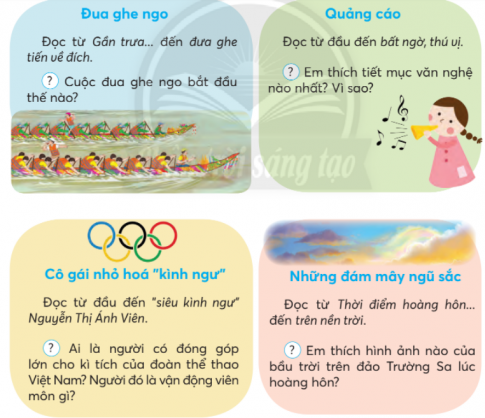 Đua ghe ngo
Đọc từ Gần trưa... đến đưa ghe
tiến về đích.
? Cuộc đua ghe ngo bắt đầu
thế nào?
Quảng cáo
Đọc từ đầu đến bất ngờ, thú vị.
? Em thích tiết mục văn nghệ
nào nhất? Vì sao?
sáng tạo
Cô gái nhỏ hoá "kình ngư"
Đọc từ đầu đến "siêu kình ngư"
Nguyễn Thị Ánh Viên.
? Ai là người có đóng góp
lớn cho kì tích của đoàn thể thao
Việt Nam? Người đó là vận động viên
môn gì?
Những đám mây ngũ sắc
Đọc từ Thời điểm hoàng hôn...
đến trên nền trời.
? Em thích hình ảnh nào của
bầu trời trên đảo Trường Sa lúc
hoàng hôn?